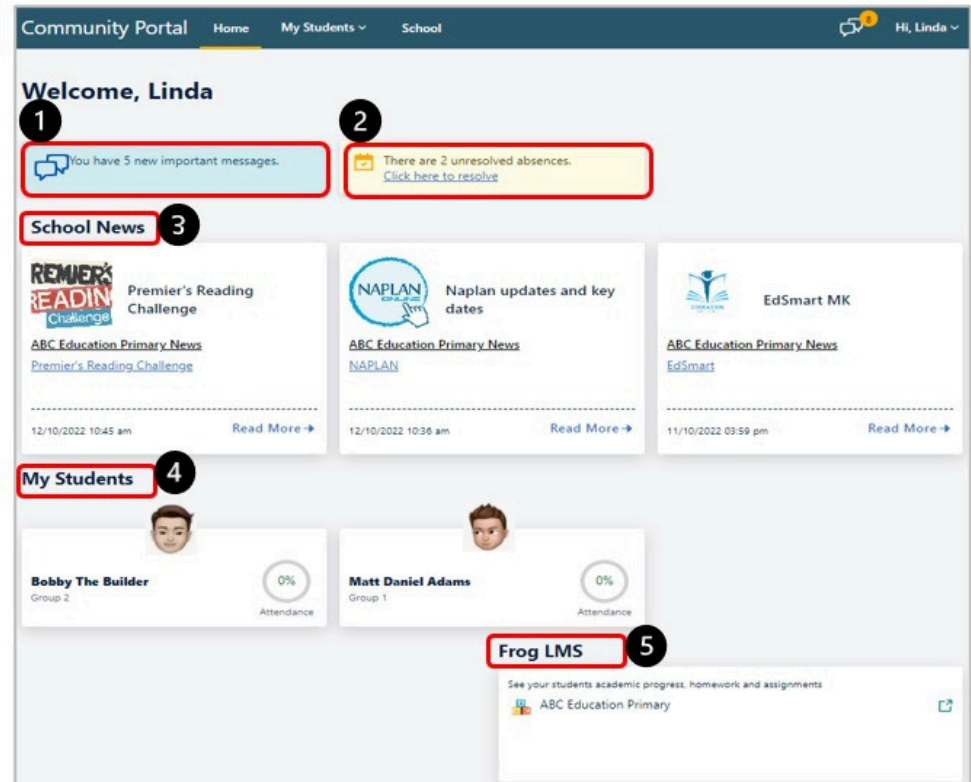 Community Portal Home My Students School Hi, Linda
Welcome, Linda
1
2
You have 5 new important messages.
There are 2 unresolved absences.
Click here to resolve
School News 3
REMIER'S
READIN
Challenge
Premier's Reading
Challenge
ABC Education Primary News
Premier's Reading Challenge
12/10/2022 10:45 am Read More
NAPLAN
ONLINE
Naplan updates and key
dates
ABC Education Primary News
NAPLAN
12/10/2022 10:36 am Read More
EdSmart MK
ABC Education Primary News
EdSmart
11/10/2022 03:59 pm Read More
My Students 4
Bobby The Builder
Group 2
0%
Attendance
Matt Daniel Adams
Group 1
0%
Attendance
Frog LMS 5
See your students academic progress, homework and assignments
ABC Education Primary